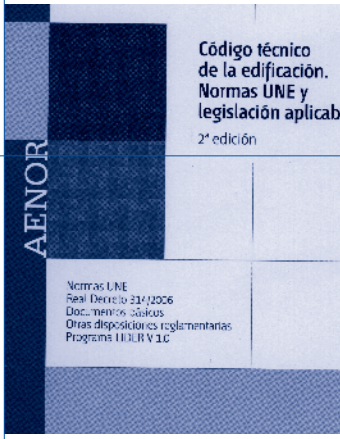 Código técnico
de la edificación.
Normas UNE y
legislación aplicab
2ª edición
AENOR
Normas UNE
Real Decreto 314/2006
Documentos básicos
Otras disposiciones reglamentarias
Programa LIDER V 1.0